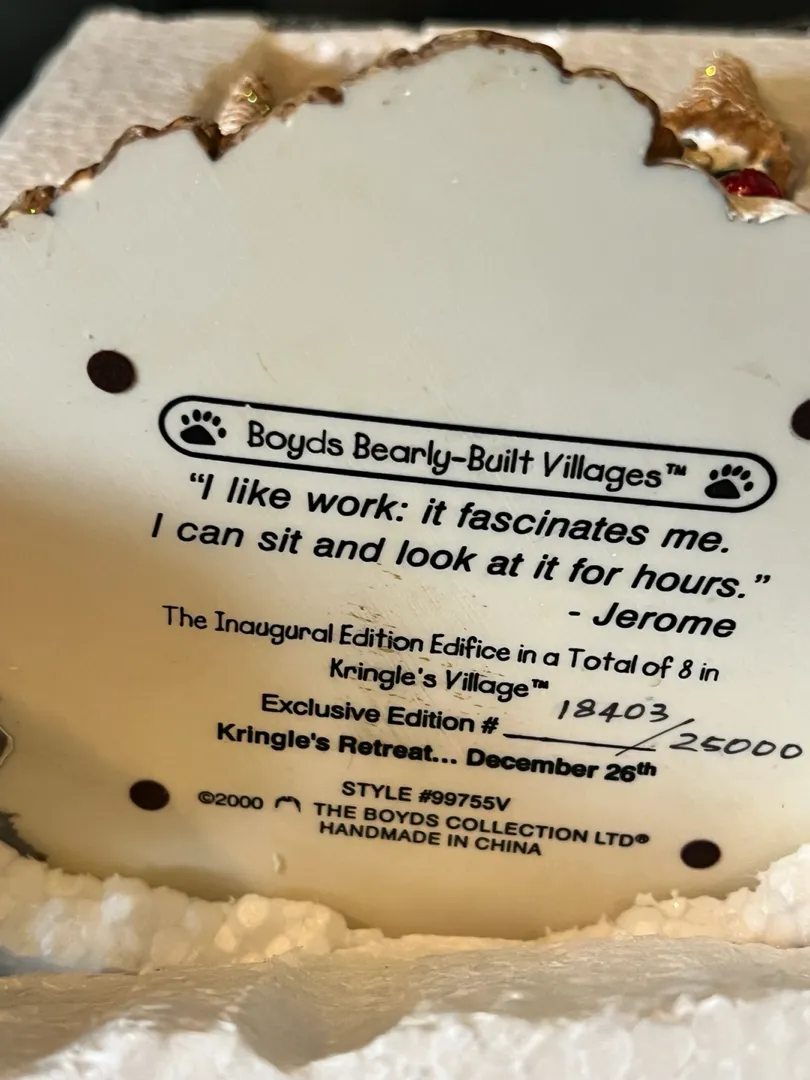 Boyds Bearly-Built Villages™
“I like work: it fascinates me.
I can sit and look at it for hours.”
- Jerome
The Inaugural Edition Edifice in a Total of 8 in
Kringle's Village™
Exclusive Edition # 18403/25000
Kringle's Retreat... December 26th
STYLE #99755V
©2000 THE BOYDS COLLECTION LTD®
HANDMADE IN CHINA